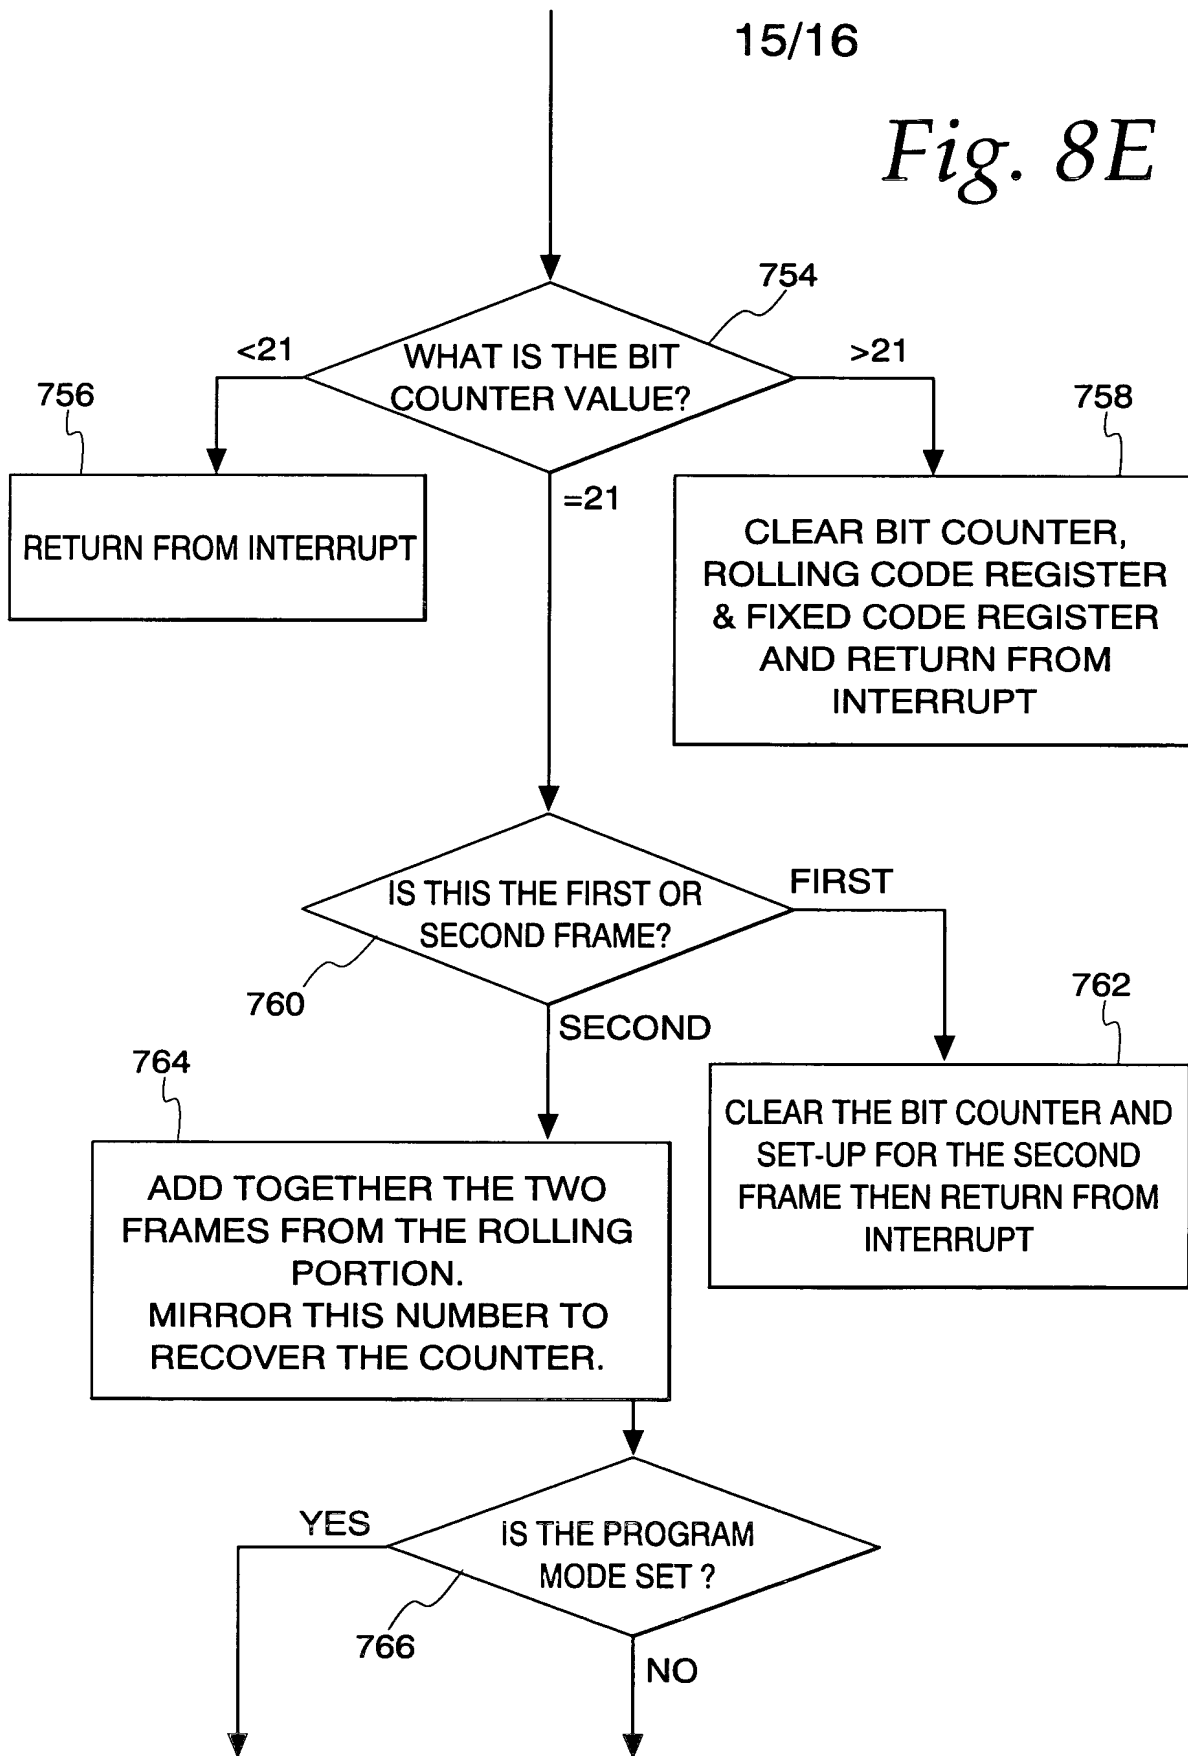 15/16
Fig. 8E
754
<21
WHAT IS THE BIT
COUNTER VALUE?
>21
756
758
=21
RETURN FROM INTERRUPT
CLEAR BIT COUNTER,
ROLLING CODE REGISTER
& FIXED CODE REGISTER
AND RETURN FROM
INTERRUPT
IS THIS THE FIRST OR
SECOND FRAME?
FIRST
760
SECOND
762
764
CLEAR THE BIT COUNTER AND
SET-UP FOR THE SECOND
FRAME THEN RETURN FROM
INTERRUPT
ADD TOGETHER THE TWO
FRAMES FROM THE ROLLING
PORTION.
MIRROR THIS NUMBER TO
RECOVER THE COUNTER.
YES
IS THE PROGRAM
MODE SET ?
766
NO